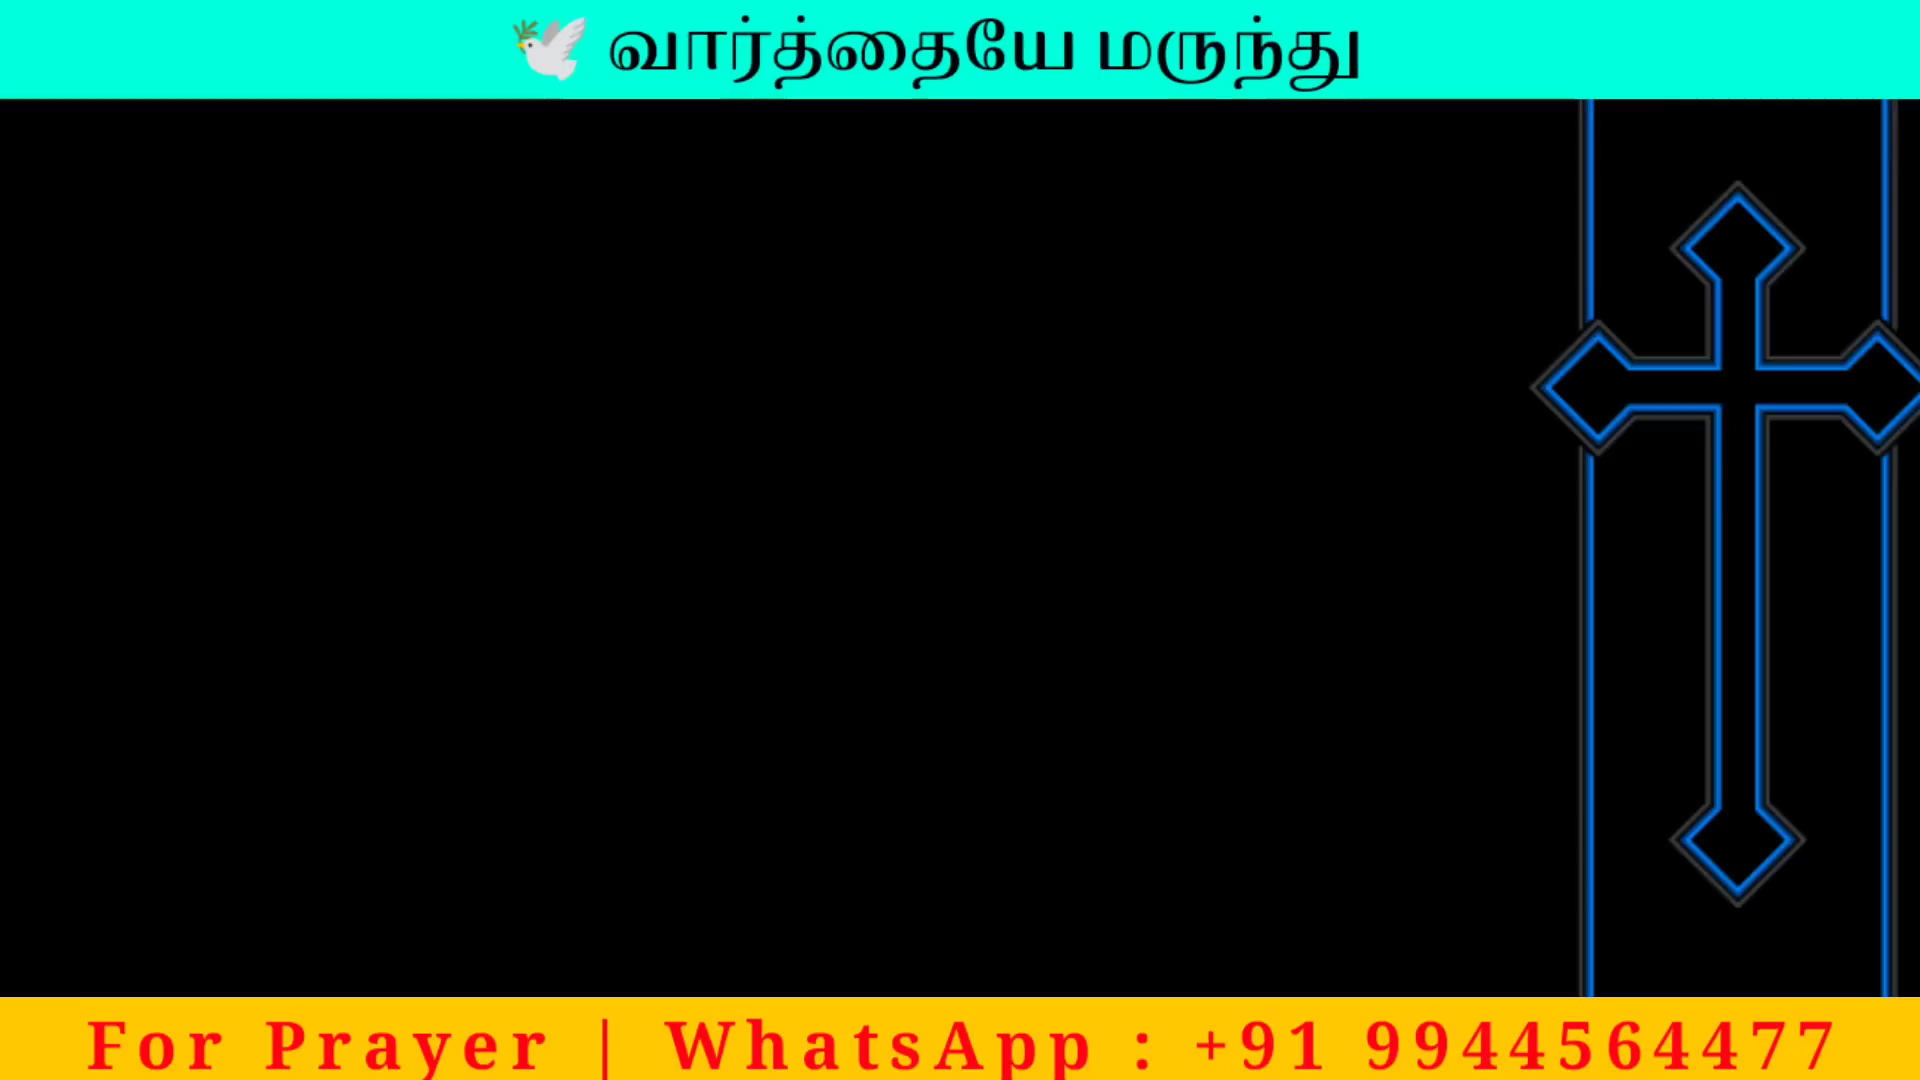 🕊️ வார்த்தையே மருந்து
For Prayer | WhatsApp : +91 9944564477